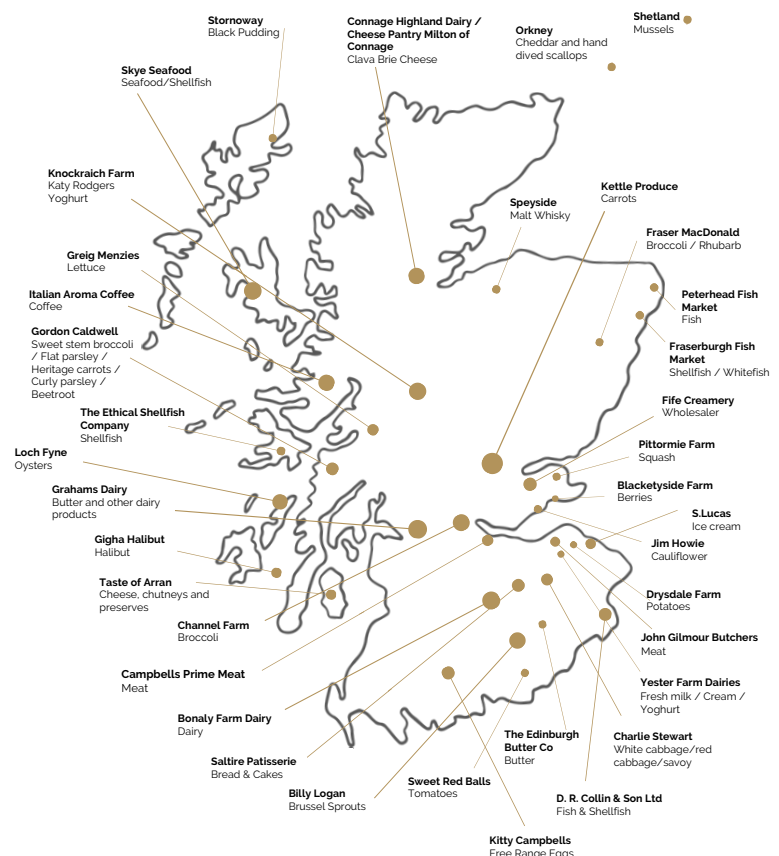 Stornoway
Black Pudding
Connage Highland Dairy /
Cheese Pantry Milton of
Connage
Clava Brie Cheese
Orkney
Cheddar and hand
dived scallops
Shetland
Mussels
Skye Seafood
Seafood/Shellfish
Knockraich Farm
Katy Rodgers
Yoghurt
Speyside
Malt Whisky
Kettle Produce
Carrots
Fraser MacDonald
Broccoli / Rhubarb
Greig Menzies
Lettuce
Italian Aroma Coffee
Coffee
Peterhead Fish
Market
Fish
Gordon Caldwell
Sweet stem broccoli
/ Flat parsley /
Heritage carrots /
Curly parsley /
Beetroot
Fraserburgh Fish
Market
Shellfish / Whitefish
The Ethical Shellfish
Company
Shellfish
Fife Creamery
Wholesaler
Loch Fyne
Oysters
Pittormie Farm
Squash
Grahams Dairy
Butter and other dairy
products
Blacketyside Farm
Berries
S.Lucas
Ice cream
Gigha Halibut
Halibut
Jim Howie
Cauliflower
Taste of Arran
Cheese, chutneys and
preserves
Drysdale Farm
Potatoes
Channel Farm
Broccoli
John Gilmour Butchers
Meat
Campbells Prime Meat
Meat
Yester Farm Dairies
Fresh milk / Cream /
Yoghurt
Bonaly Farm Dairy
Dairy
The Edinburgh
Butter Co
Butter
Charlie Stewart
White cabbage/red
cabbage/savoy
Saltire Patisserie
Bread & Cakes
Sweet Red Balls
Tomatoes
Billy Logan
Brussel Sprouts
D. R. Collin & Son Ltd
Fish & Shellfish
Kitty Campbells
Free Range Eggs